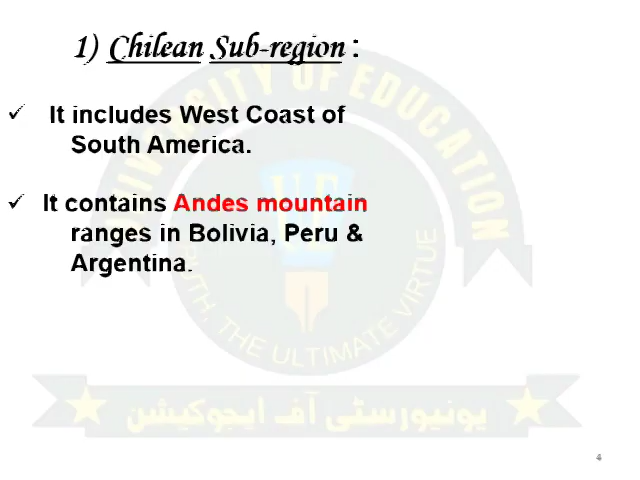 1) Chilean Sub-region :
✓ It includes West Coast of
South America.
✓ It contains Andes mountain
ranges in Bolivia, Peru &
Argentina.
UNIVERSITY OF EDUCATION
UE
TRUTH, THE ULTIMATE VIRTUE
یونیورسٹی آف ایجوکیشن
4